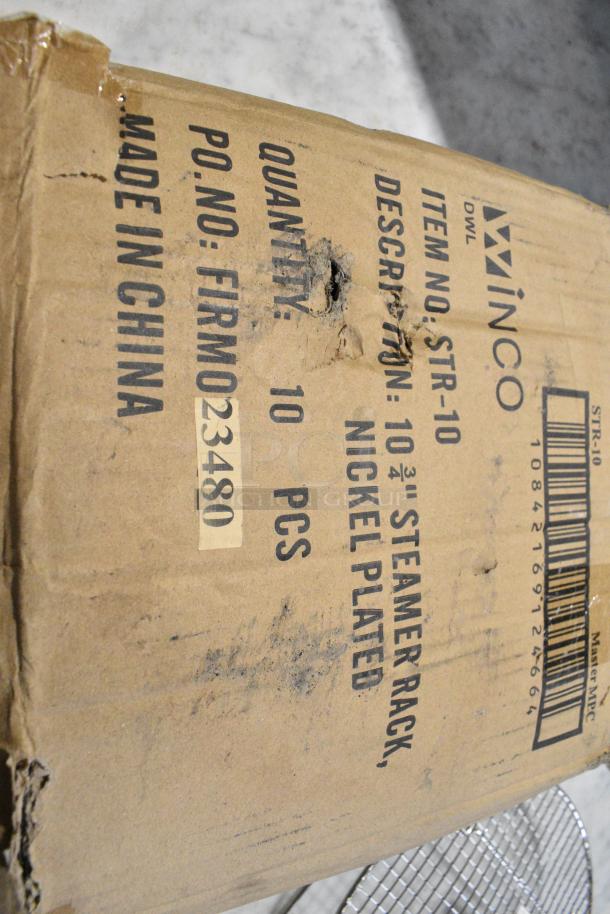 WINCO
DWL
STR-10
Master MPC
10842169124664
ITEM NO: STR-10
DESCRIPTION: 10 3/4" STEAMER RACK,
NICKEL PLATED
QUANTITY: 10 PCS
PO. NO: FIRMO23480
MADE IN CHINA